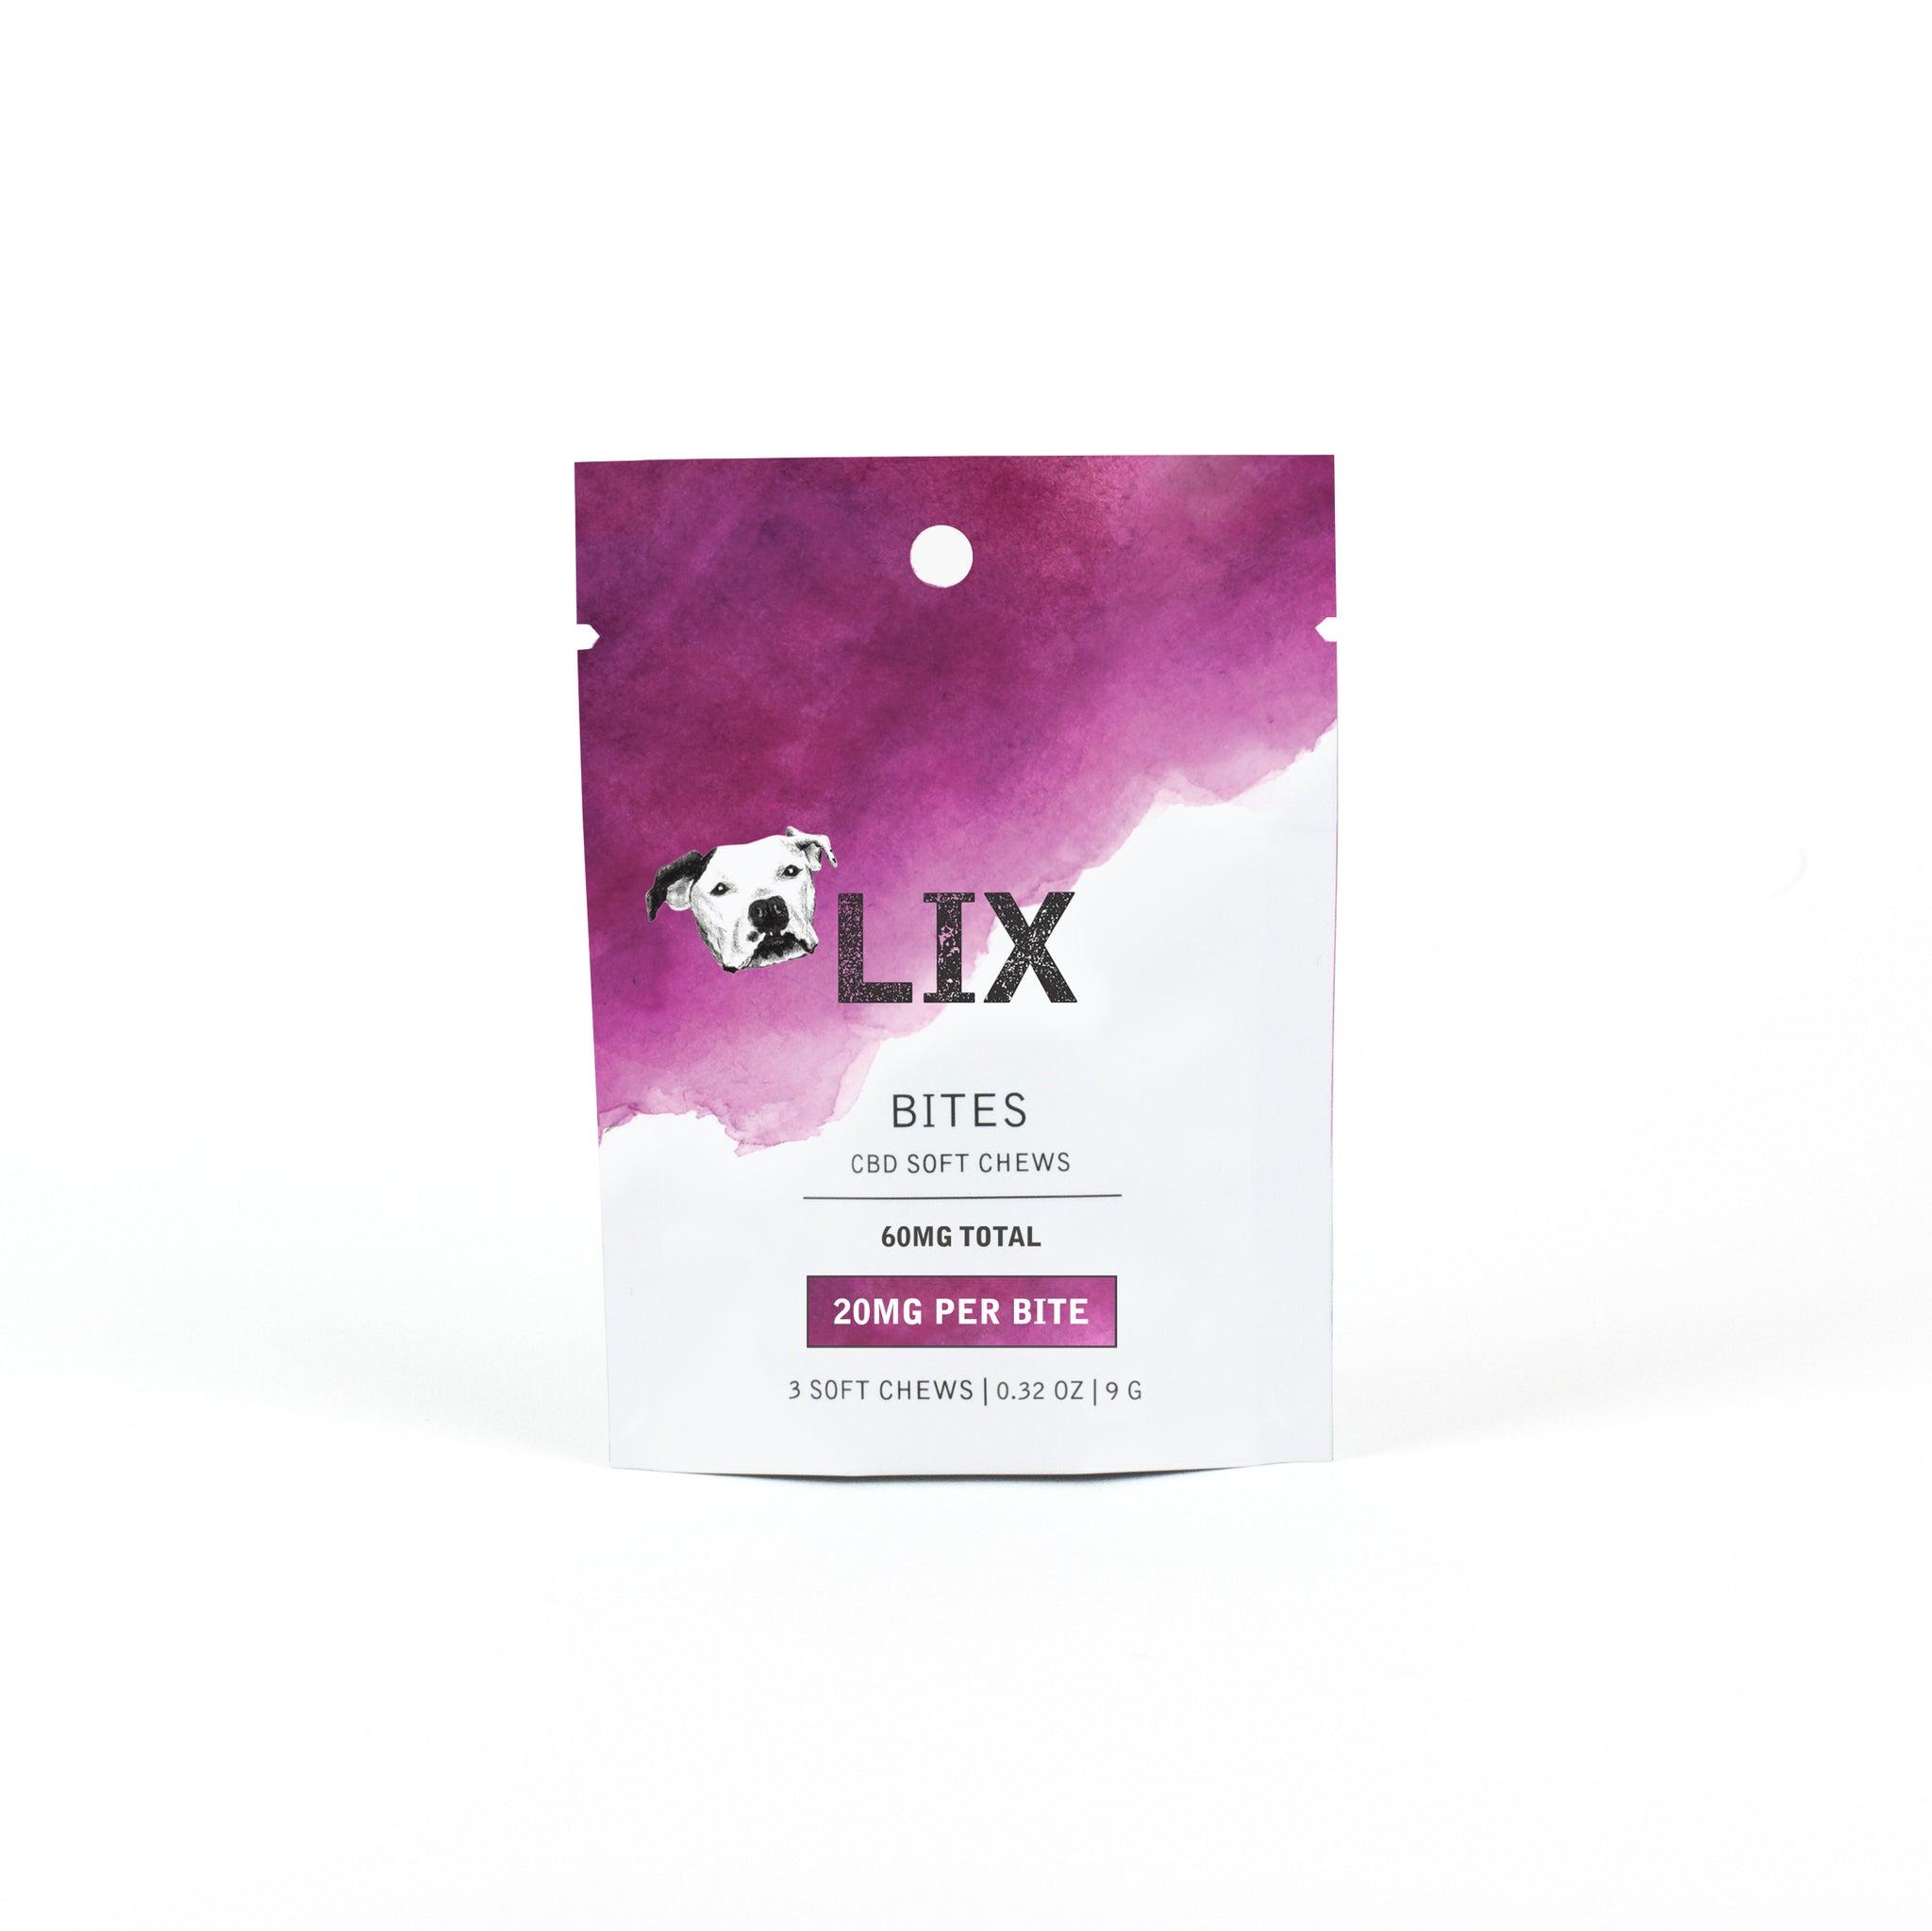 LIX
BITES
CBD SOFT CHEWS
60MG TOTAL
20MG PER BITE
3 SOFT CHEWS | 0.32 OZ | 9 G